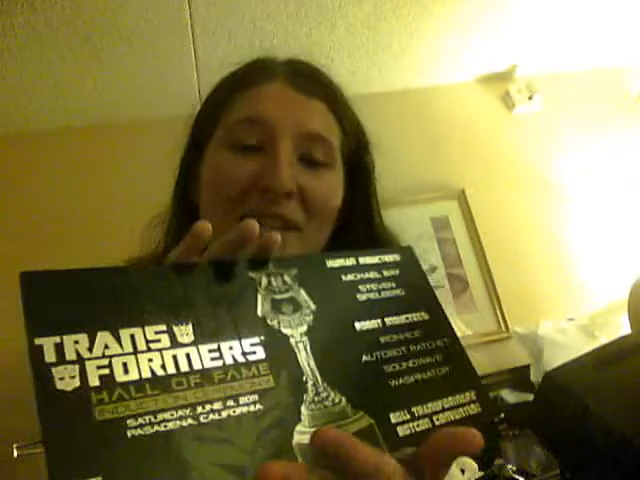 TRANSFORMERS
HALL OF FAME
INDUCTION CEREMONY
SATURDAY, JUNE 4, 2011
PASADENA, CALIFORNIA
HUMAN INDUCTEES
MICHAEL BAY
STEVEN
SPIELBERG
ROBOT INDUCTEES
IRONHIDE
AUTOBOT RATCHET
SOUNDWAVE
WASPINATOR
2011 TRANSFORMERS
BOTCON CONVENTION